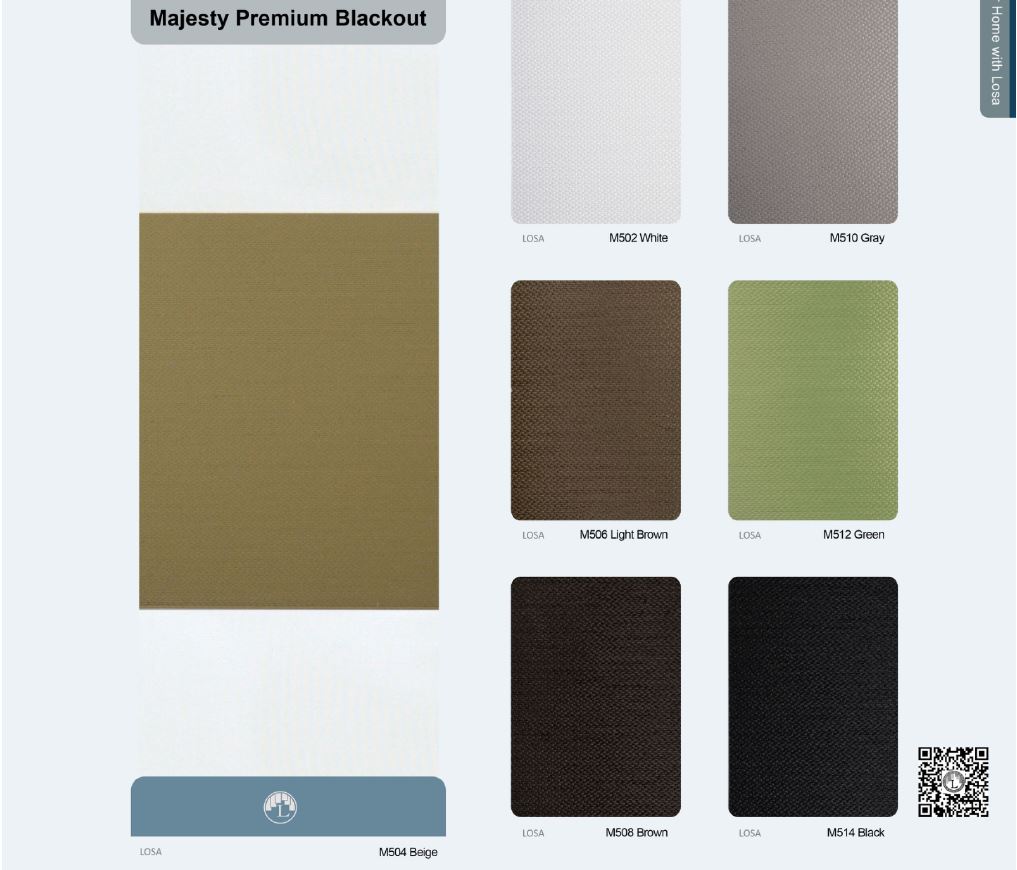 Majesty Premium Blackout
Home with Losa
LOSA M502 White
LOSA M510 Gray
LOSA M506 Light Brown
LOSA M512 Green
LOSA M508 Brown
LOSA M514 Black
L
LOSA M504 Beige